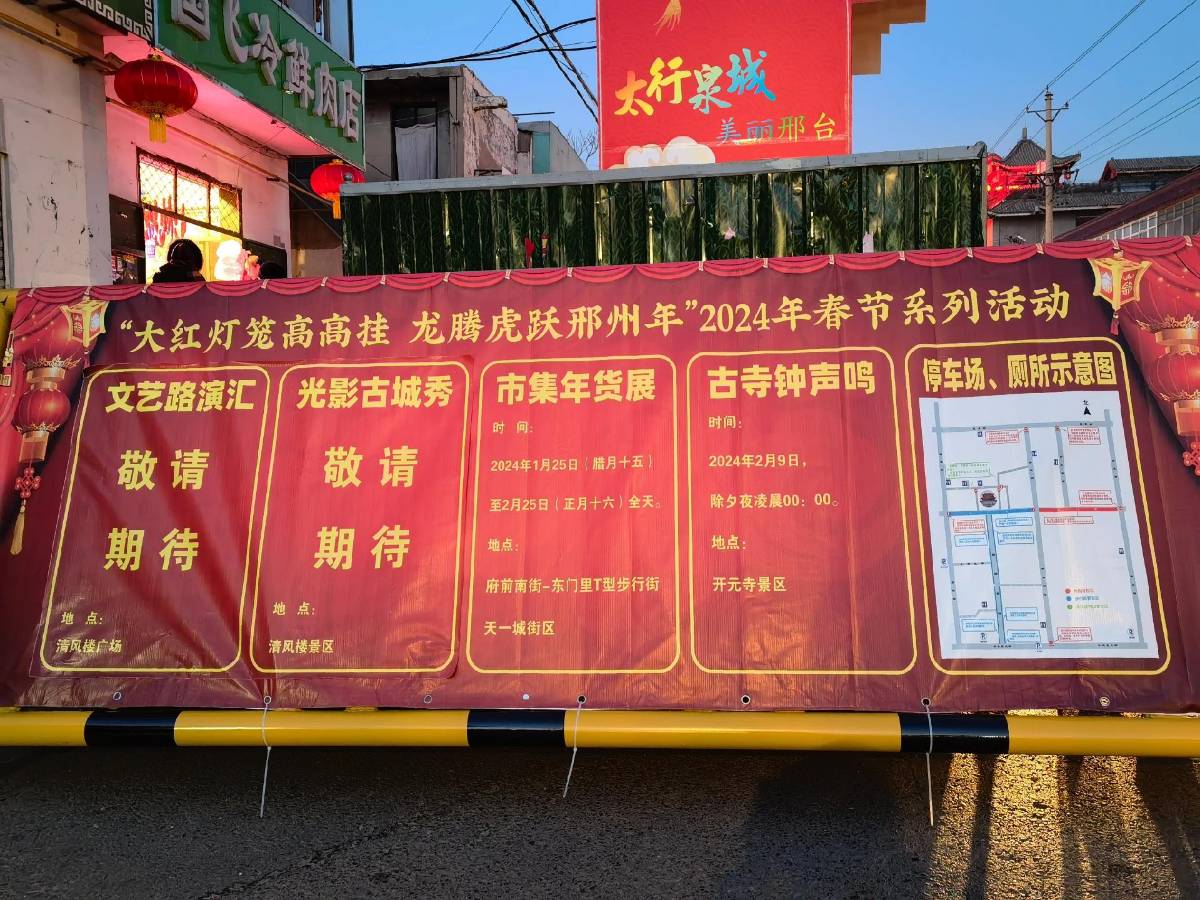 飞冷鲜肉店
太行泉城
美丽邢台
“大红灯笼高高挂 龙腾虎跃邢州年”2024年春节系列活动
文艺路演汇
敬请
期待
地 点:
清风楼广场
光影古城秀
敬请
期待
地 点:
清风楼景区
市集年货展
时 间:
2024年1月25日（腊月十五）
至2月25日（正月十六）全天。
地点:
府前南街-东门里T型步行街
天一城街区
古寺钟声鸣
时间:
2024年2月9日，
除夕夜凌晨00：00。
地点:
开元寺景区
停车场、厕所示意图
北